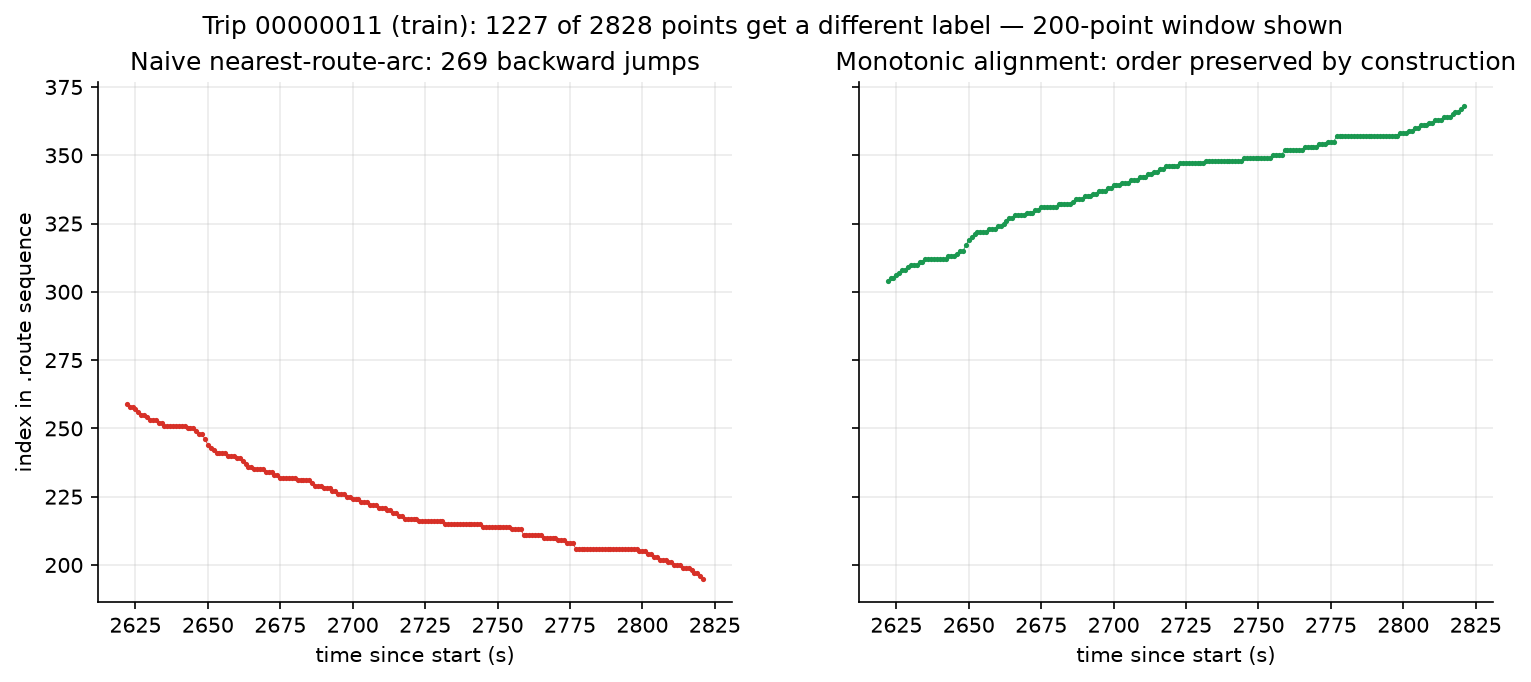 Trip 00000011 (train): 1227 of 2828 points get a different label — 200-point window shown
Naive nearest-route-arc: 269 backward jumps
Monotonic alignment: order preserved by construction
index in .route sequence
375
350
325
300
275
250
225
200
2625 2650 2675 2700 2725 2750 2775 2800 2825
time since start (s)
2625 2650 2675 2700 2725 2750 2775 2800 2825
time since start (s)